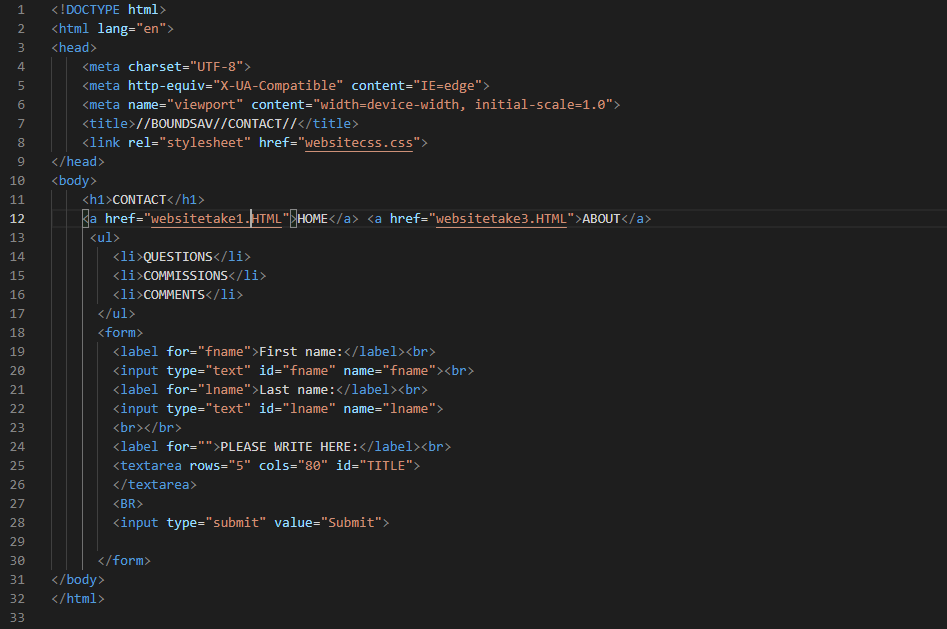 1 <!DOCTYPE html>
2 <html lang="en">
3 <head>
4     <meta charset="UTF-8">
5     <meta http-equiv="X-UA-Compatible" content="IE=edge">
6     <meta name="viewport" content="width=device-width, initial-scale=1.0">
7     <title>//BOUNDSAV//CONTACT//</title>
8     <link rel="stylesheet" href="websitecss.css">
9 </head>
10 <body>
11     <h1>CONTACT</h1>
12     <a href="websitetake1.HTML">HOME</a> <a href="websitetake3.HTML">ABOUT</a>
13      <ul>
14         <li>QUESTIONS</li>
15         <li>COMMISSIONS</li>
16         <li>COMMENTS</li>
17       </ul>
18       <form>
19         <label for="fname">First name:</label><br>
20         <input type="text" id="fname" name="fname"><br>
21         <label for="lname">Last name:</label><br>
22         <input type="text" id="lname" name="lname">
23         <br></br>
24         <label for="">PLEASE WRITE HERE:</label><br>
25         <textarea rows="5" cols="80" id="TITLE">
26         </textarea>
27         <BR>
28         <input type="submit" value="Submit">
29
30       </form>
31 </body>
32 </html>
33